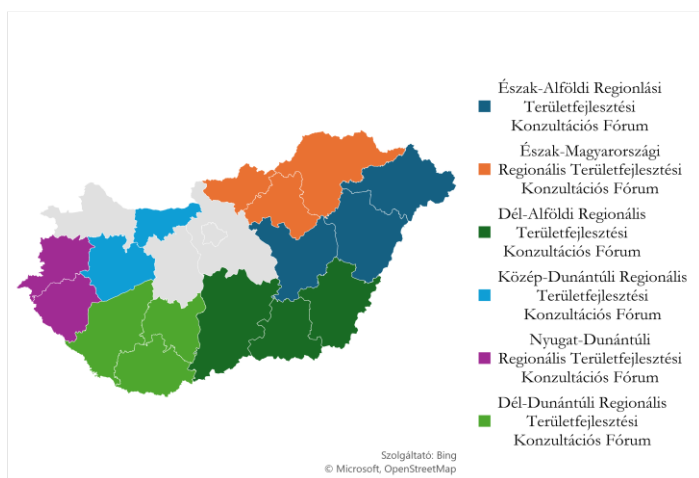 Észak-Alföldi Regionlási
Területfejlesztési
Konzultációs Fórum
Észak-Magyarországi
Regionális Területfejlesztési
Konzultációs Fórum
Dél-Alföldi Regionális
Területfejlesztési
Konzultációs Fórum
Közép-Dunántúli Regionális
Területfejlesztési
Konzultációs Fórum
Nyugat-Dunántúli
Regionális Területfejlesztési
Konzultációs Fórum
Dél-Dunántúli Regionális
Területfejlesztési
Konzultációs Fórum
Szolgáltató: Bing
© Microsoft, OpenStreetMap